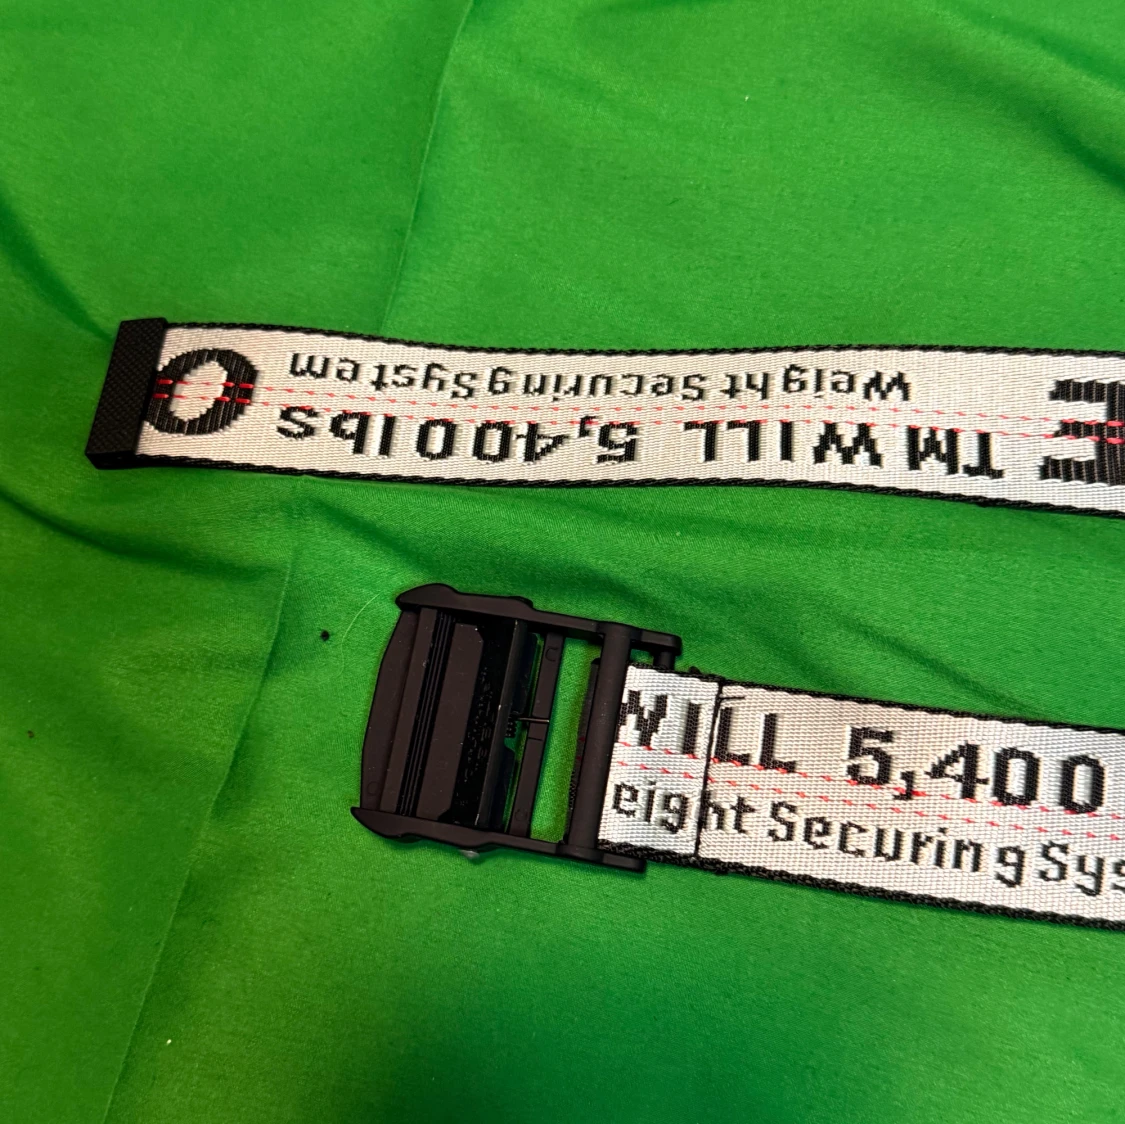 TM WILL 5,400lbs
Weight Securing System
WILL 5,400
eight Securing Sys